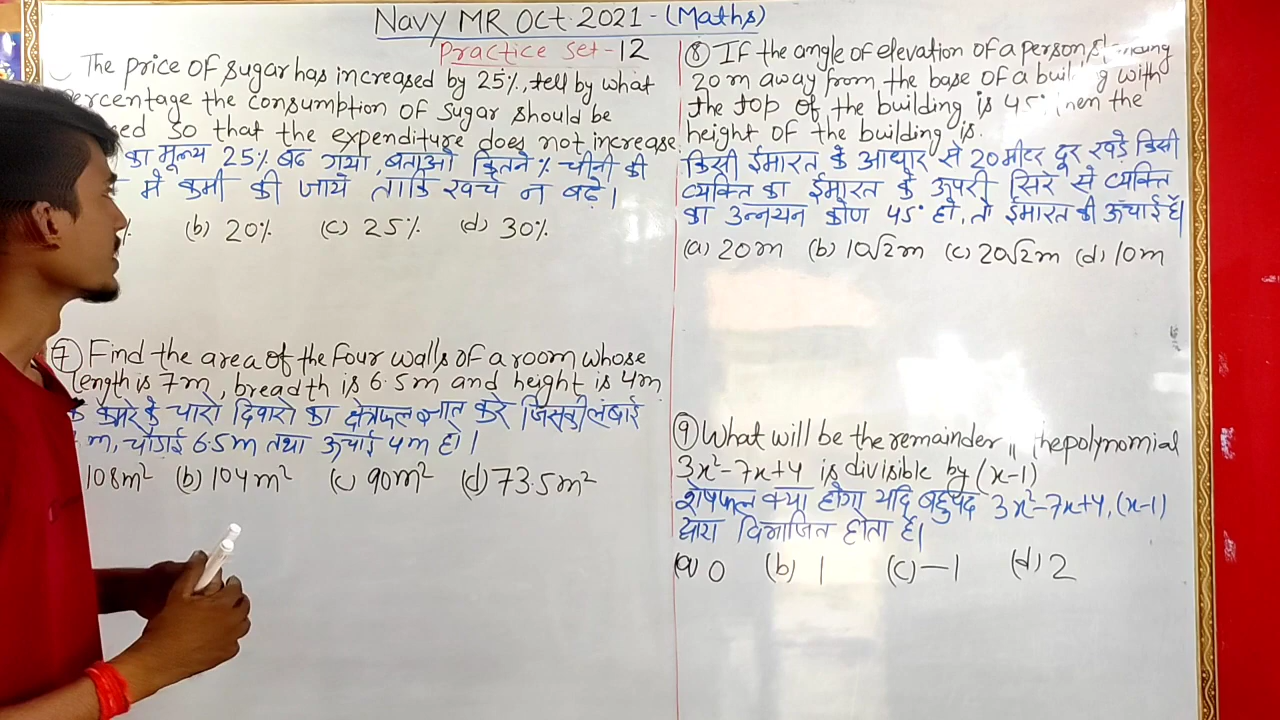 Navy MR Oct. 2021 - (Maths)
Practice Set - 12
The price of sugar has increased by 25%, tell by what
percentage the consumption of sugar should be
so that the expenditure does not increase.
का मूल्य 25% बढ गया, बताओ कितने % चीनी की
मे कमी की जाये ताकि खर्च न बढे।
% (b) 20% (c) 25% (d) 30%
⑦ Find the area of the four walls of a room whose
length is 7m, breadth is 6.5m and height is 4m
कमरे के चारो दिवारो का क्षेत्रफल ज्ञात करे जिसकी लंबाई
m, चौड़ाई 6.5m तथा ऊचाई 4m हो।
108m² (b) 104m² (c) 90m² (d) 73.5m²
⑧ If the angle of elevation of a person
20m away from the base of a with
the top of the building is 45° then the
height of the building is.
किसी ईमारत के आधार से 20 मीटर दूर खड़े किसी
व्यक्ति का ईमारत के ऊपरी सिरे से व्यक्ति
का उन्नयन कोण 45° हो, तो ईमारत की ऊंचाई हैं।
(a) 20m (b) 10√2m (c) 20√2m (d) 10m
⑨ What will be the remainder the polynomial
3x²-7x+4 is divisible by (x-1)
शेषफल क्या होगा यदि बहुपद 3x²-7x+4, (x-1)
द्वारा विभाजित होता हैं।
(a) 0 (b) 1 (c) -1 (d) 2